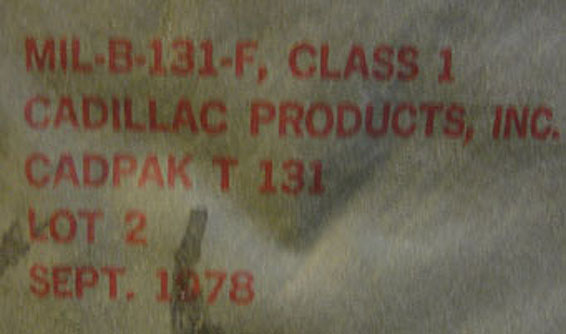 MIL-B-131-F, CLASS 1
CADILLAC PRODUCTS, INC.
CADPAK T 131
LOT 2
SEPT. 1978